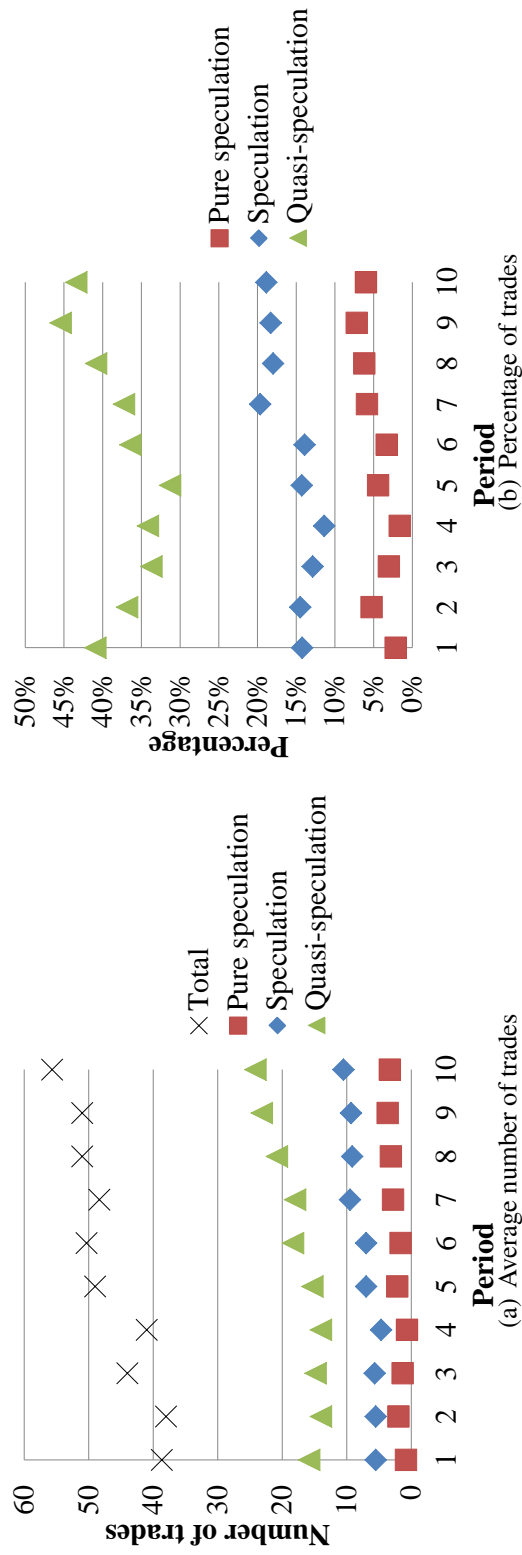 60
50
40
30
20
10
0
Number of trades
1 2 3 4 5 6 7 8 9 10
Period
Total
Pure speculation
Speculation
Quasi-speculation
(a) Average number of trades
50%
45%
40%
35%
30%
25%
20%
15%
10%
5%
0%
Percentage
1 2 3 4 5 6 7 8 9 10
Period
Pure speculation
Speculation
Quasi-speculation
(b) Percentage of trades